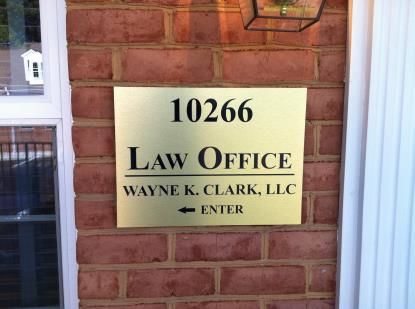 10266
LAW OFFICE
WAYNE K. CLARK, LLC
← ENTER